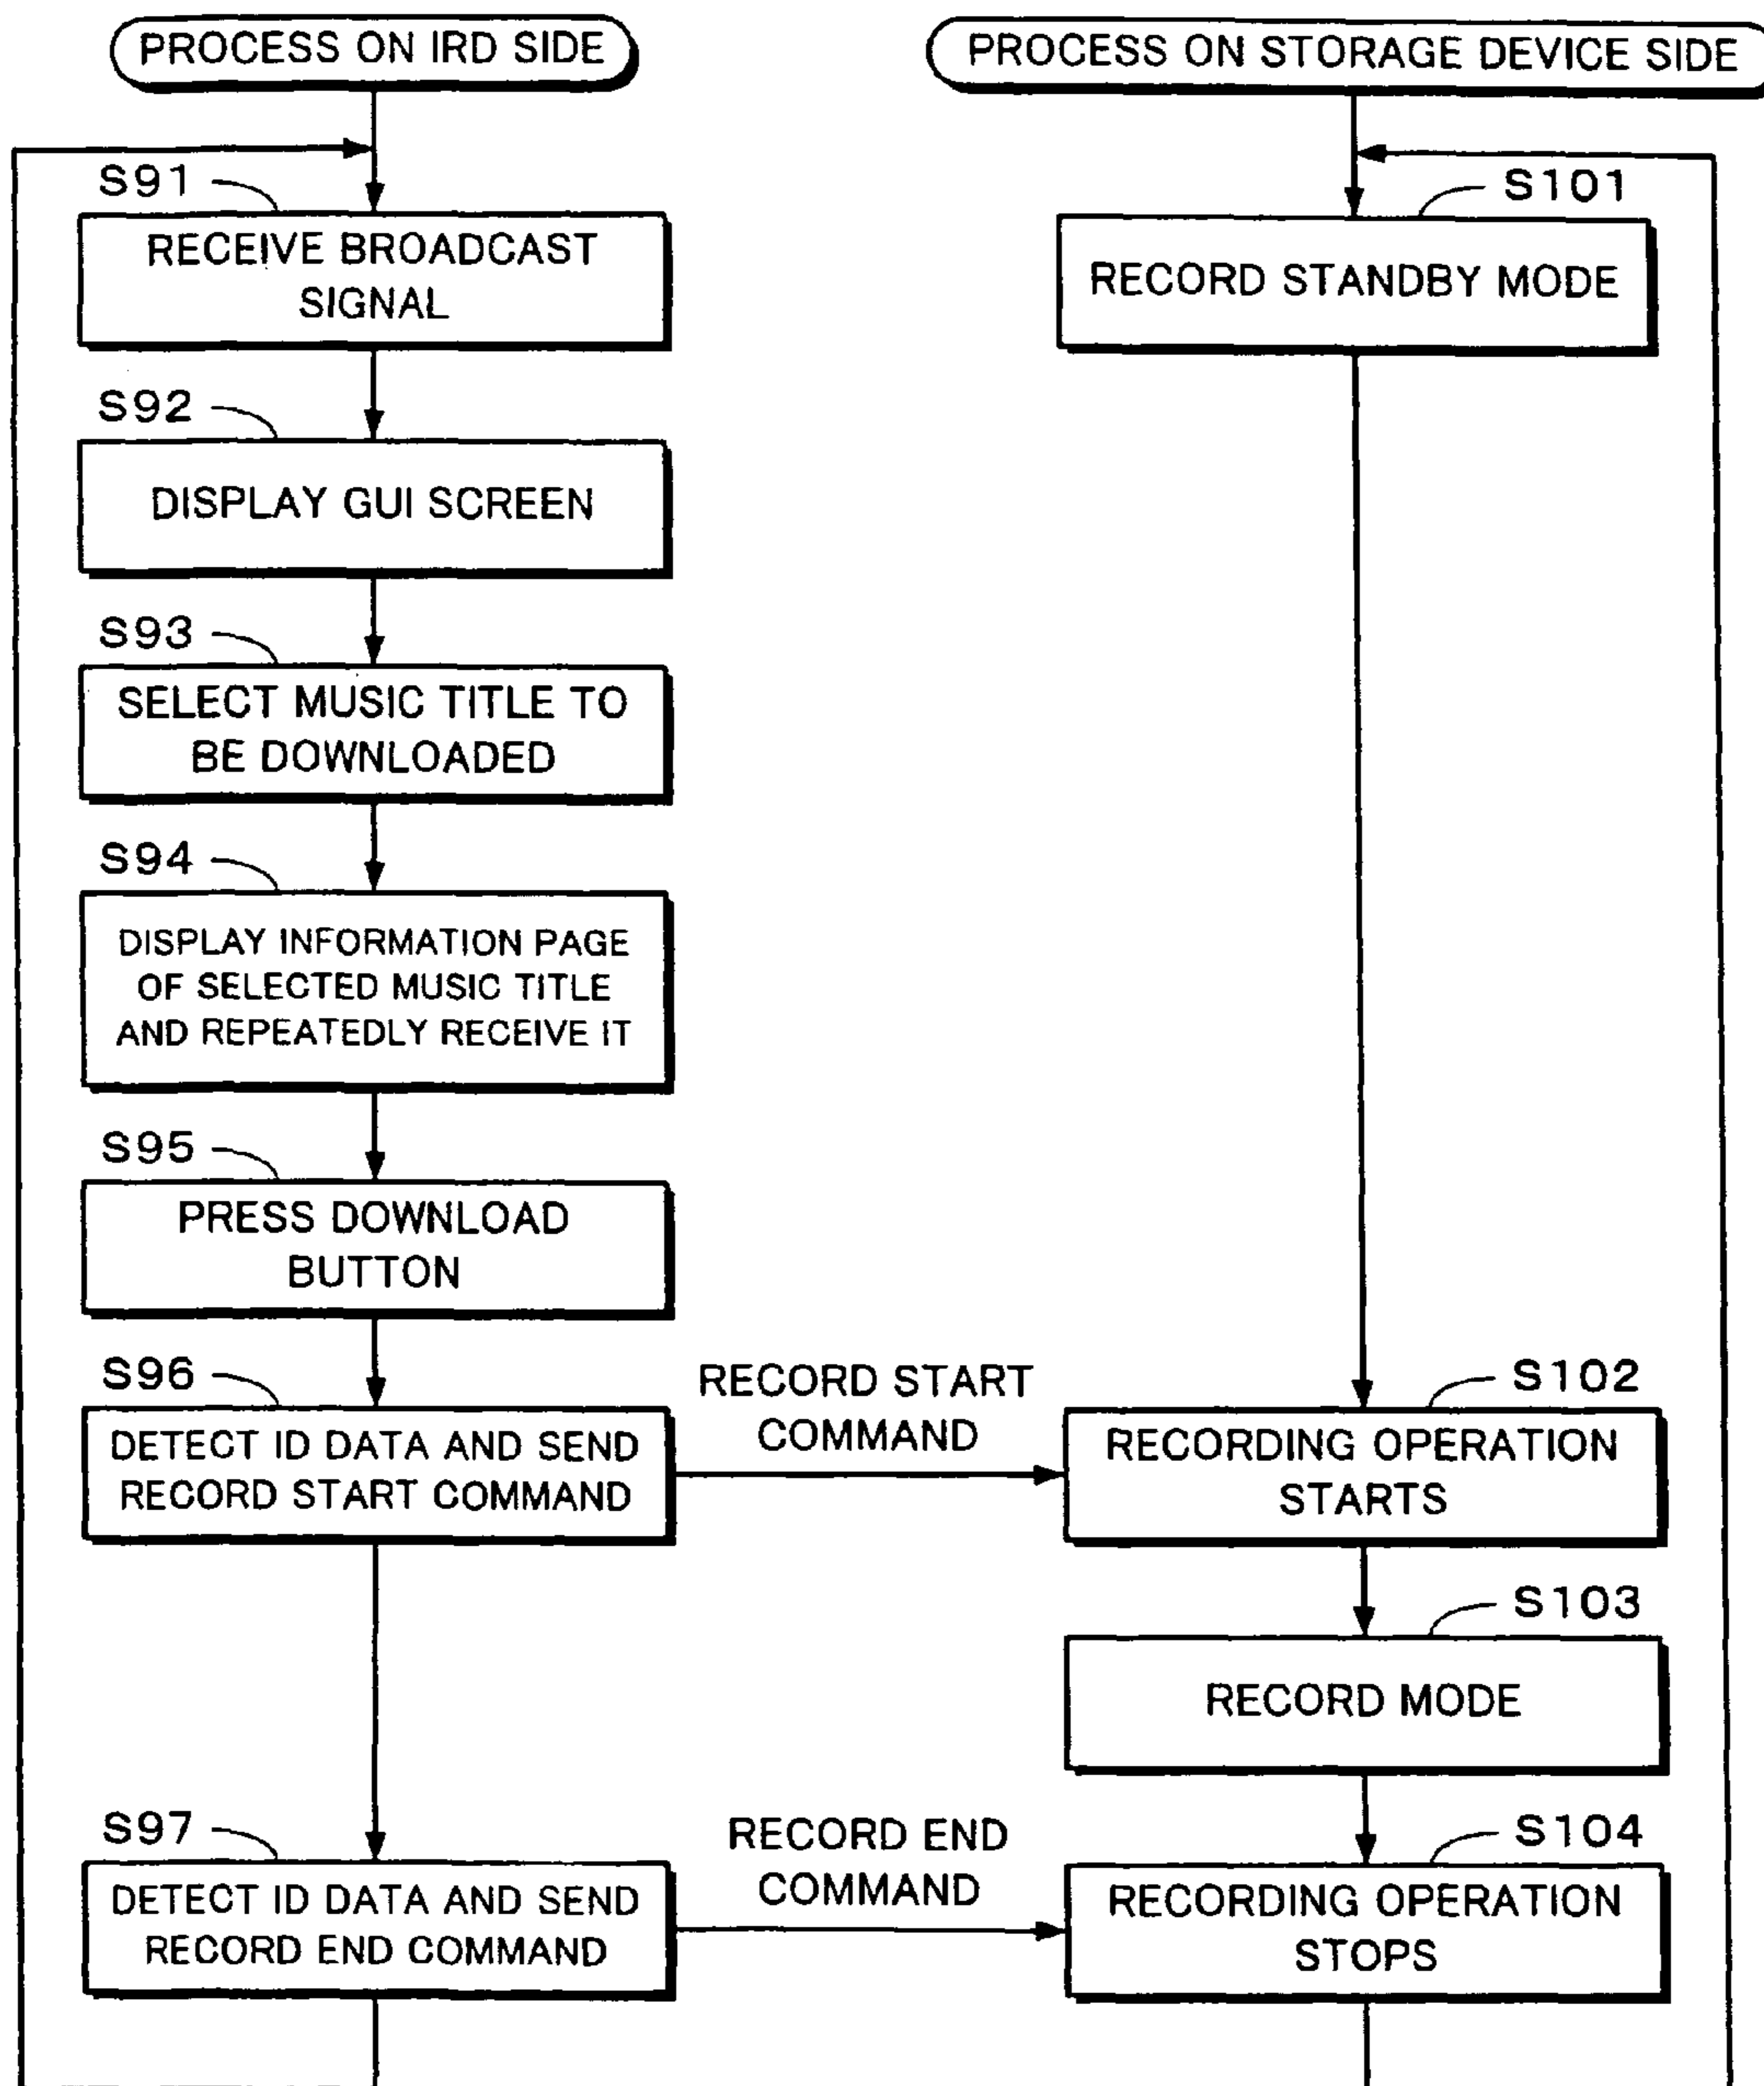 PROCESS ON IRD SIDE
S91
RECEIVE BROADCAST
SIGNAL
S92
DISPLAY GUI SCREEN
S93
SELECT MUSIC TITLE TO
BE DOWNLOADED
S94
DISPLAY INFORMATION PAGE
OF SELECTED MUSIC TITLE
AND REPEATEDLY RECEIVE IT
S95
PRESS DOWNLOAD
BUTTON
S96
DETECT ID DATA AND SEND
RECORD START COMMAND
RECORD START
COMMAND
S97
DETECT ID DATA AND SEND
RECORD END COMMAND
RECORD END
COMMAND
PROCESS ON STORAGE DEVICE SIDE
S101
RECORD STANDBY MODE
S102
RECORDING OPERATION
STARTS
S103
RECORD MODE
S104
RECORDING OPERATION
STOPS